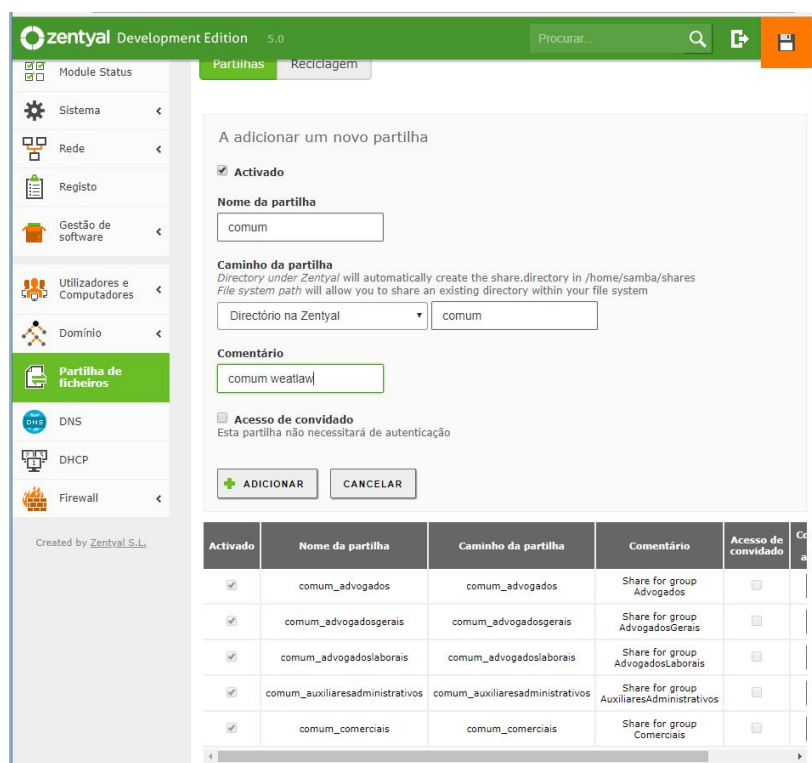 zentyal Development Edition 5.0 Procurar...
Module Status
Sistema
Rede
Registo
Gestão de
software
Utilizadores e
Computadores
Domínio
Partilha de
ficheiros
DNS
DHCP
Firewall
Created by Zentyal S.L.
Partilhas Reciclagem
A adicionar um novo partilha
Activado
Nome da partilha
comum
Caminho da partilha
Directory under Zentyal will automatically create the share.directory in /home/samba/shares
File system path will allow you to share an existing directory within your file system
Directório na Zentyal comum
Comentário
comum weatlaw
Acesso de convidado
Esta partilha não necessitará de autenticação
ADICIONAR CANCELAR
Activado Nome da partilha Caminho da partilha Comentário Acesso de convidado
comum_advogados comum_advogados Share for group Advogados
comum_advogadosgerais comum_advogadosgerais Share for group AdvogadosGerais
comum_advogadoslaborais comum_advogadoslaborais Share for group AdvogadosLaborais
comum_auxiliaresadministrativos comum_auxiliaresadministrativos Share for group AuxiliaresAdministrativos
comum_comerciais comum_comerciais Share for group Comerciais